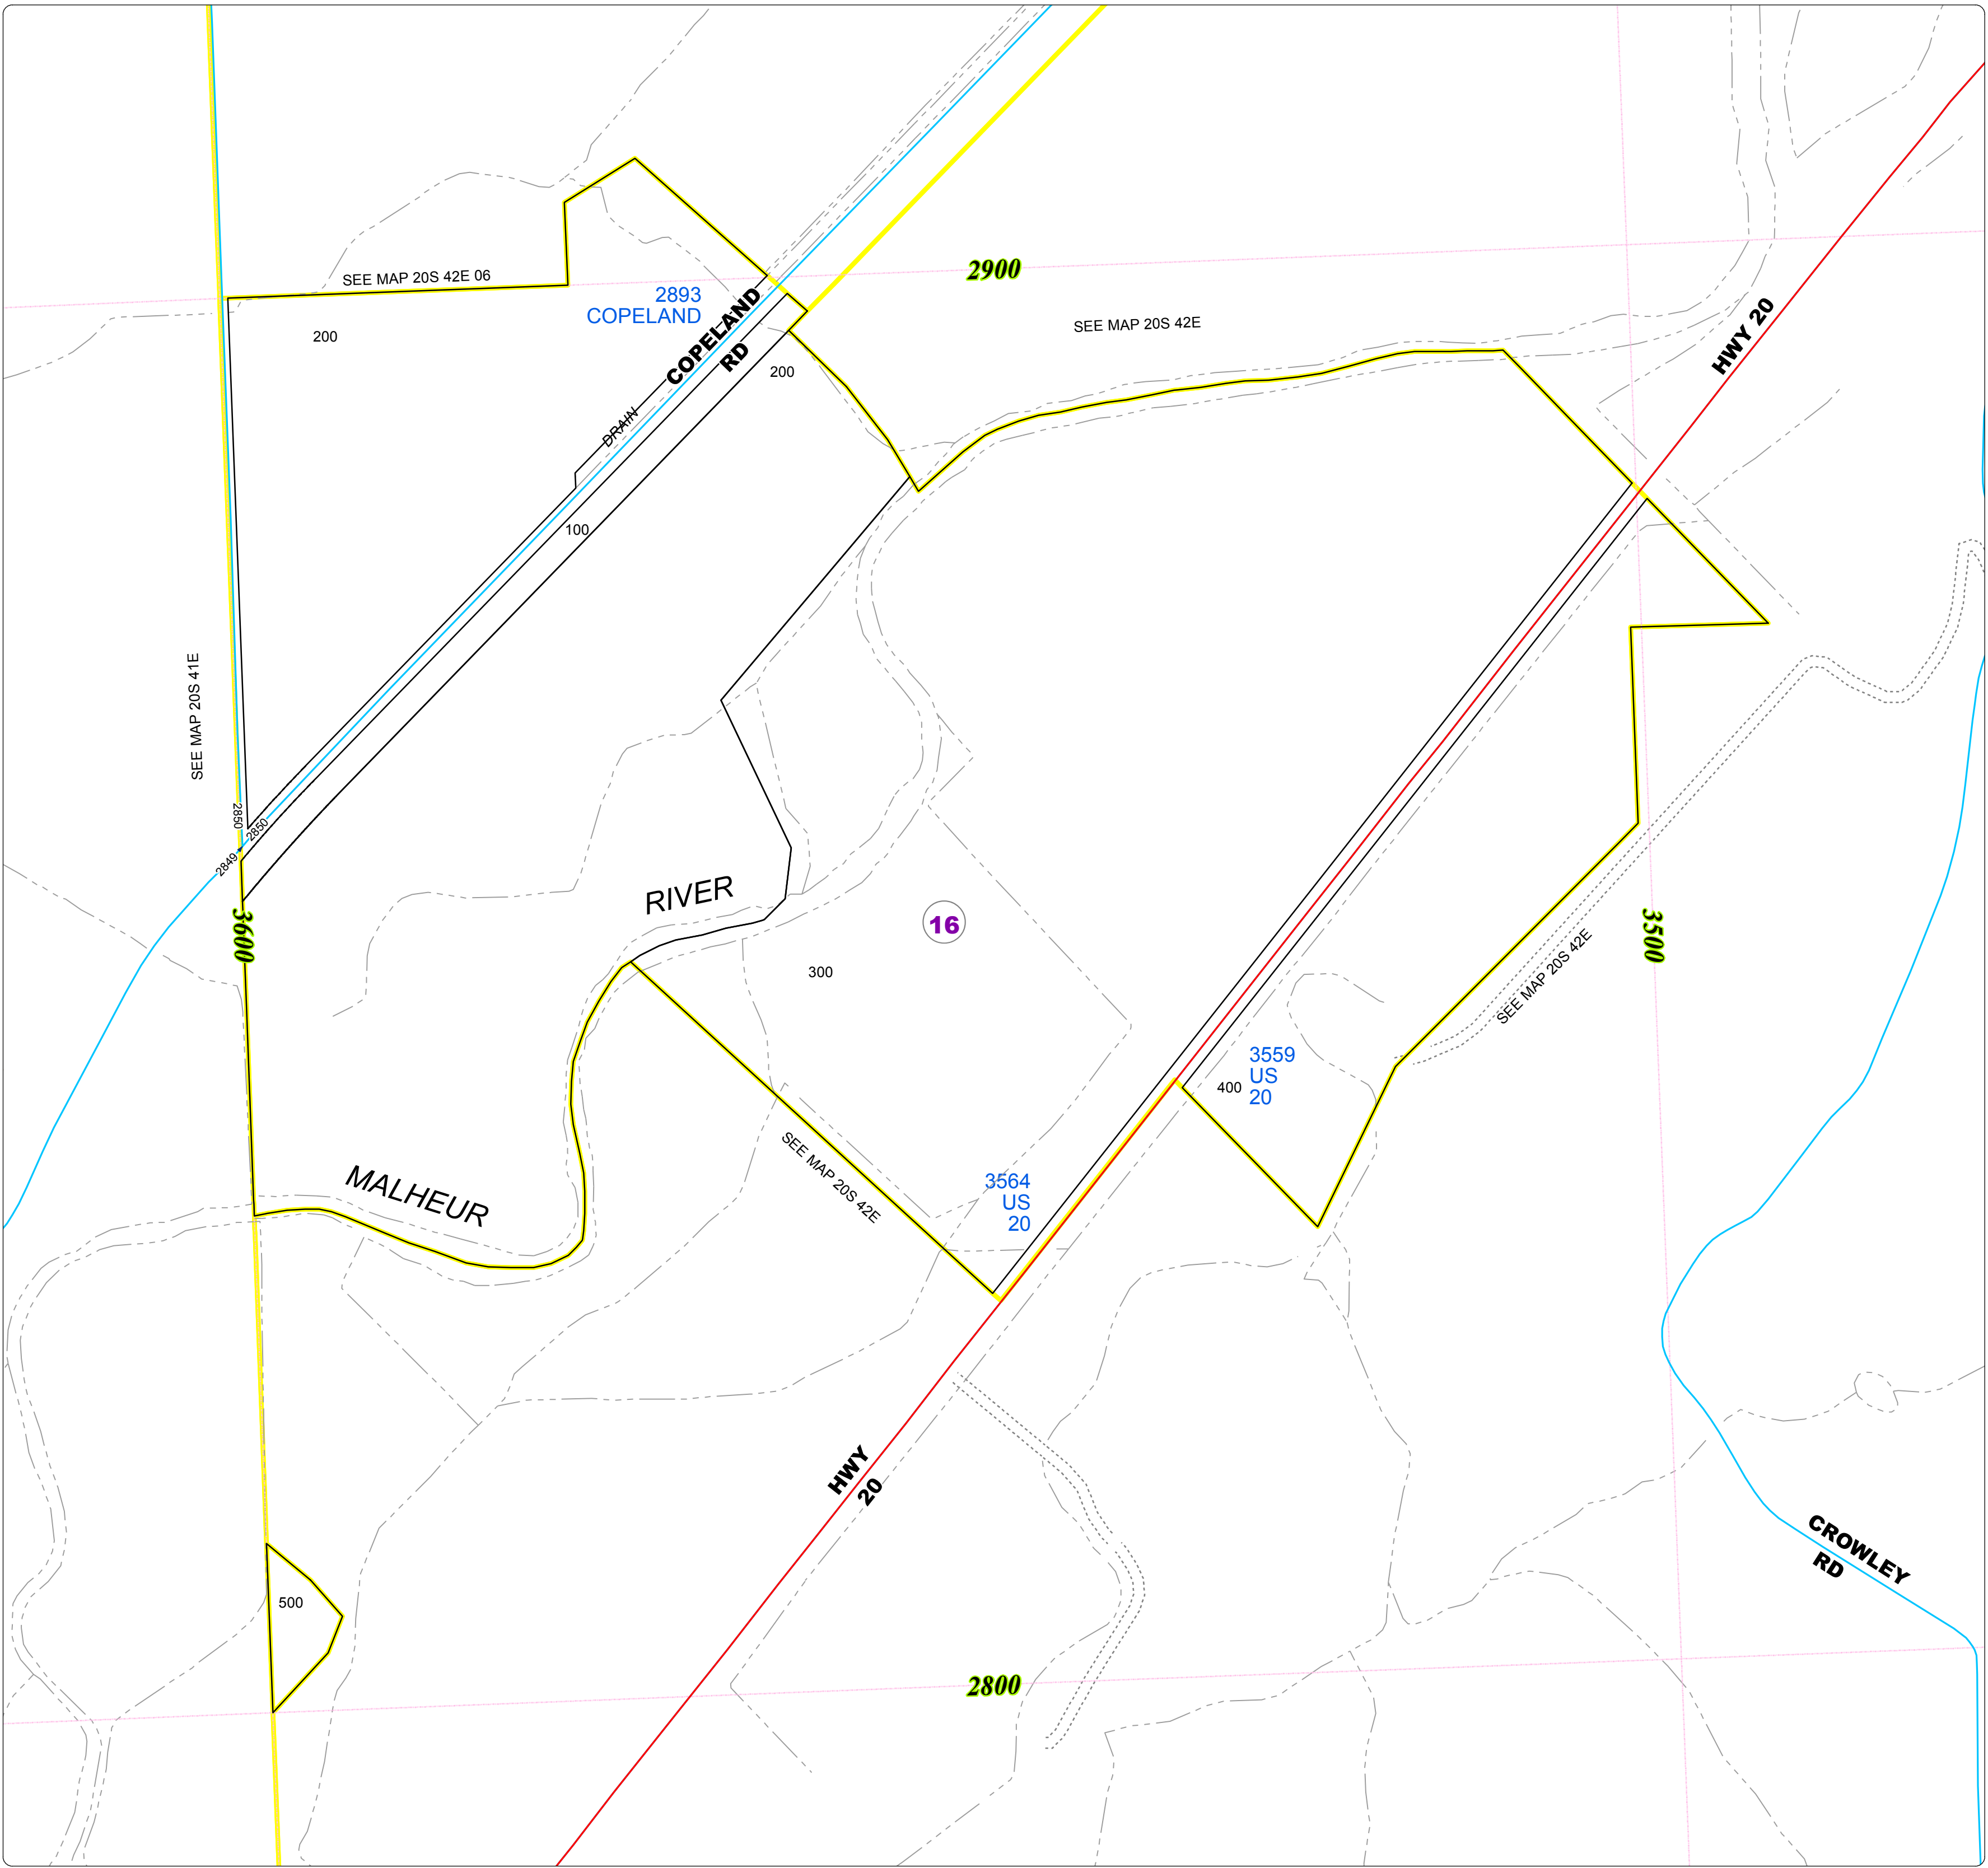 2900
SEE MAP 20S 42E 06
2893
COPELAND
COPELAND
RD
HWY 20
SEE MAP 20S 42E
200
200
DRAIN
100
SEE MAP 20S 41E
2850
2850
2849
3600
RIVER
16
3500
300
SEE MAP 20S 42E
3559
US
20
400
SEE MAP 20S 42E
MALHEUR
3564
US
20
HWY
20
CROWLEY
RD
500
2800